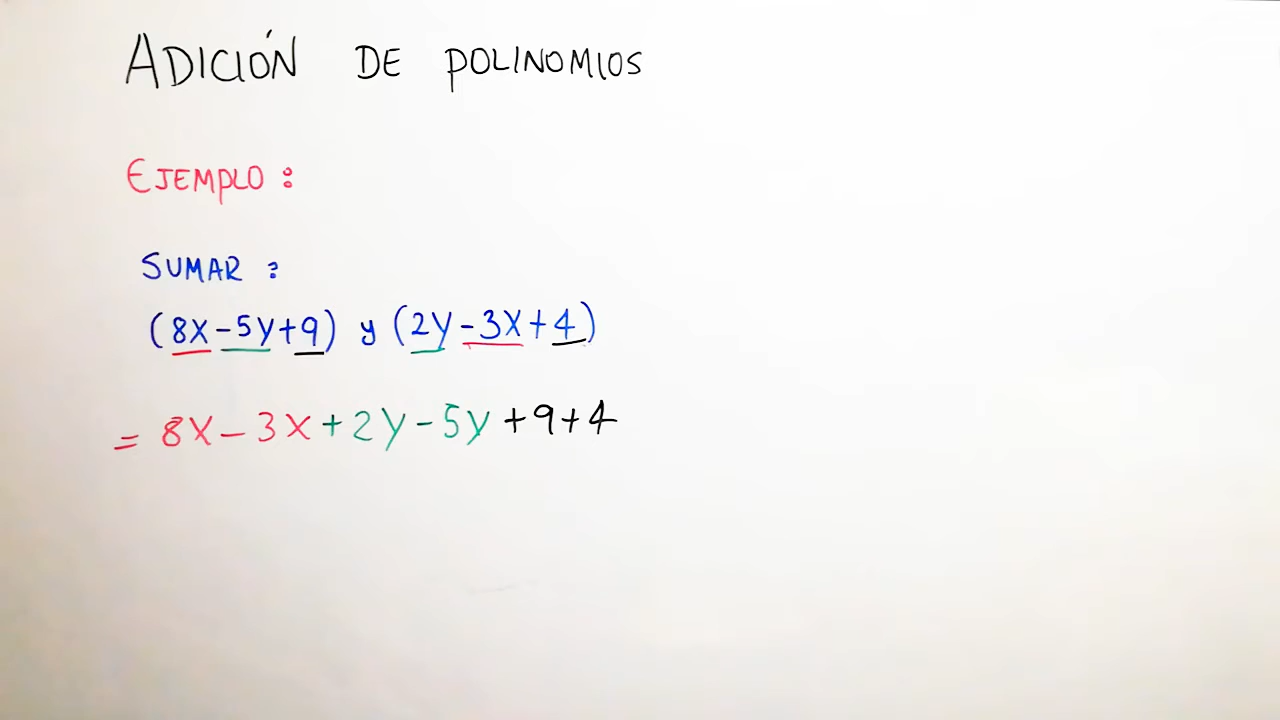 ADICIÓN DE POLINOMIOS
EJEMPLO:
SUMAR:
(8X-5Y+9) y (2Y-3X+4)
= 8X-3X+2Y-5Y+9+4